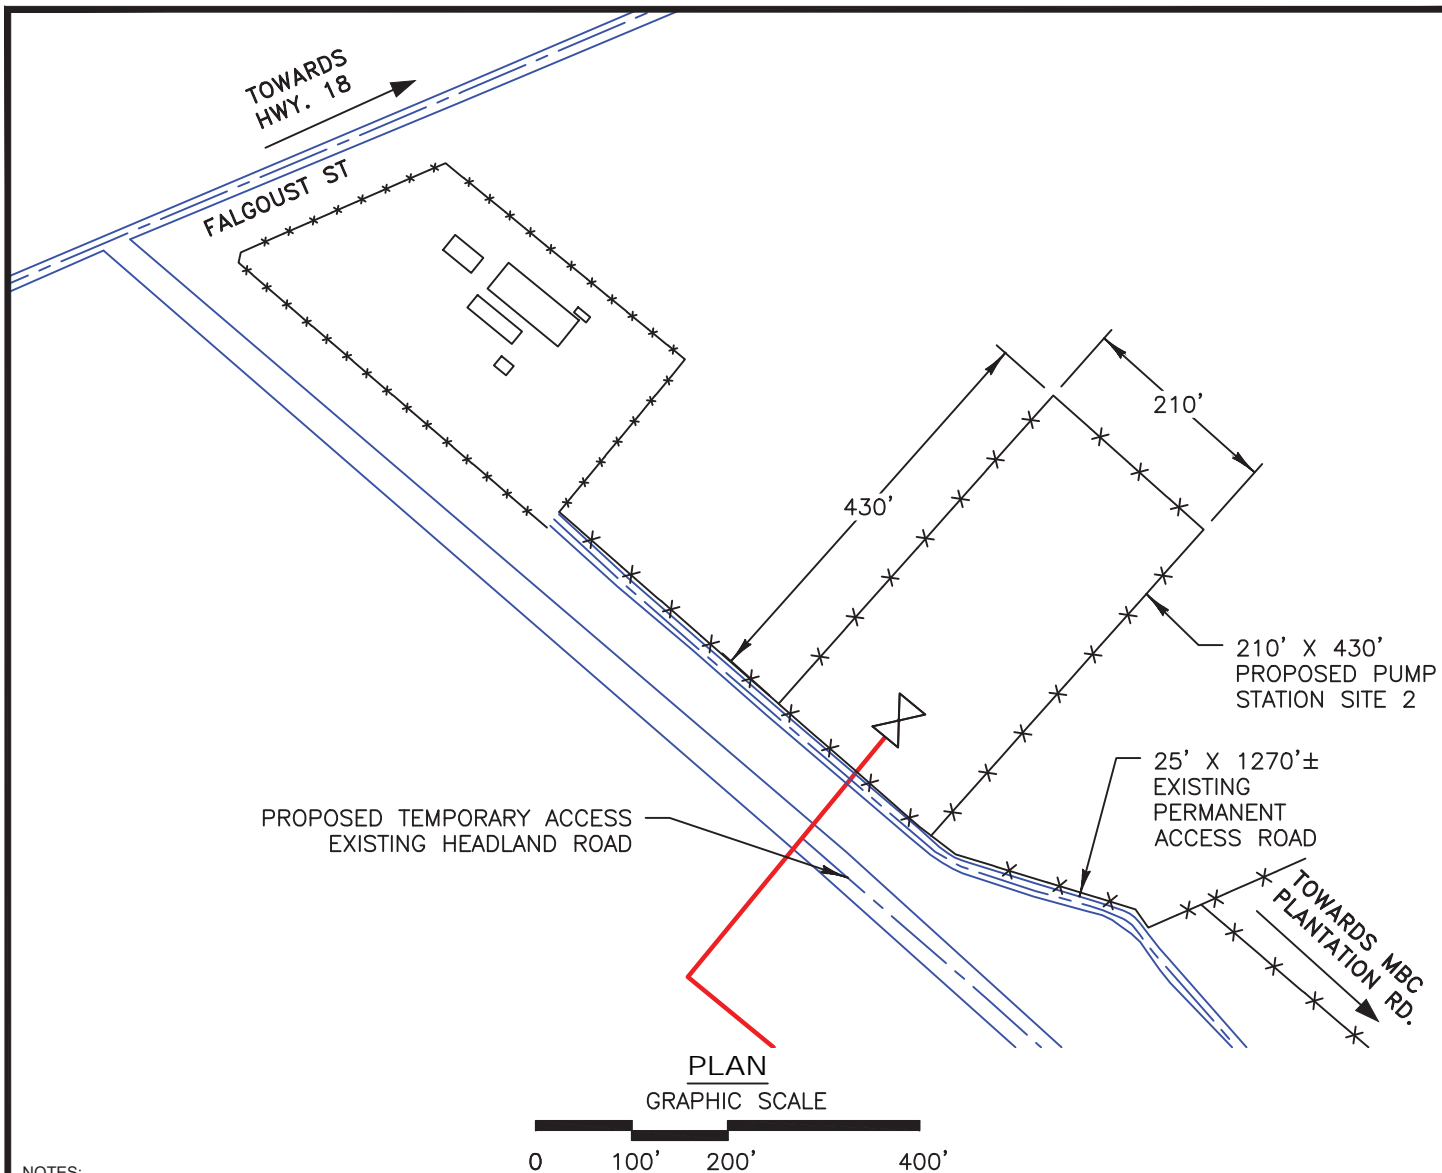 TOWARDS
HWY. 18
FALGOUST ST
210'
430'
210' X 430'
PROPOSED PUMP
STATION SITE 2
25' X 1270'±
EXISTING
PERMANENT
ACCESS ROAD
PROPOSED TEMPORARY ACCESS
EXISTING HEADLAND ROAD
TOWARDS MBC
PLANTATION RD.
PLAN
GRAPHIC SCALE
0 100' 200' 400'
NOTES: